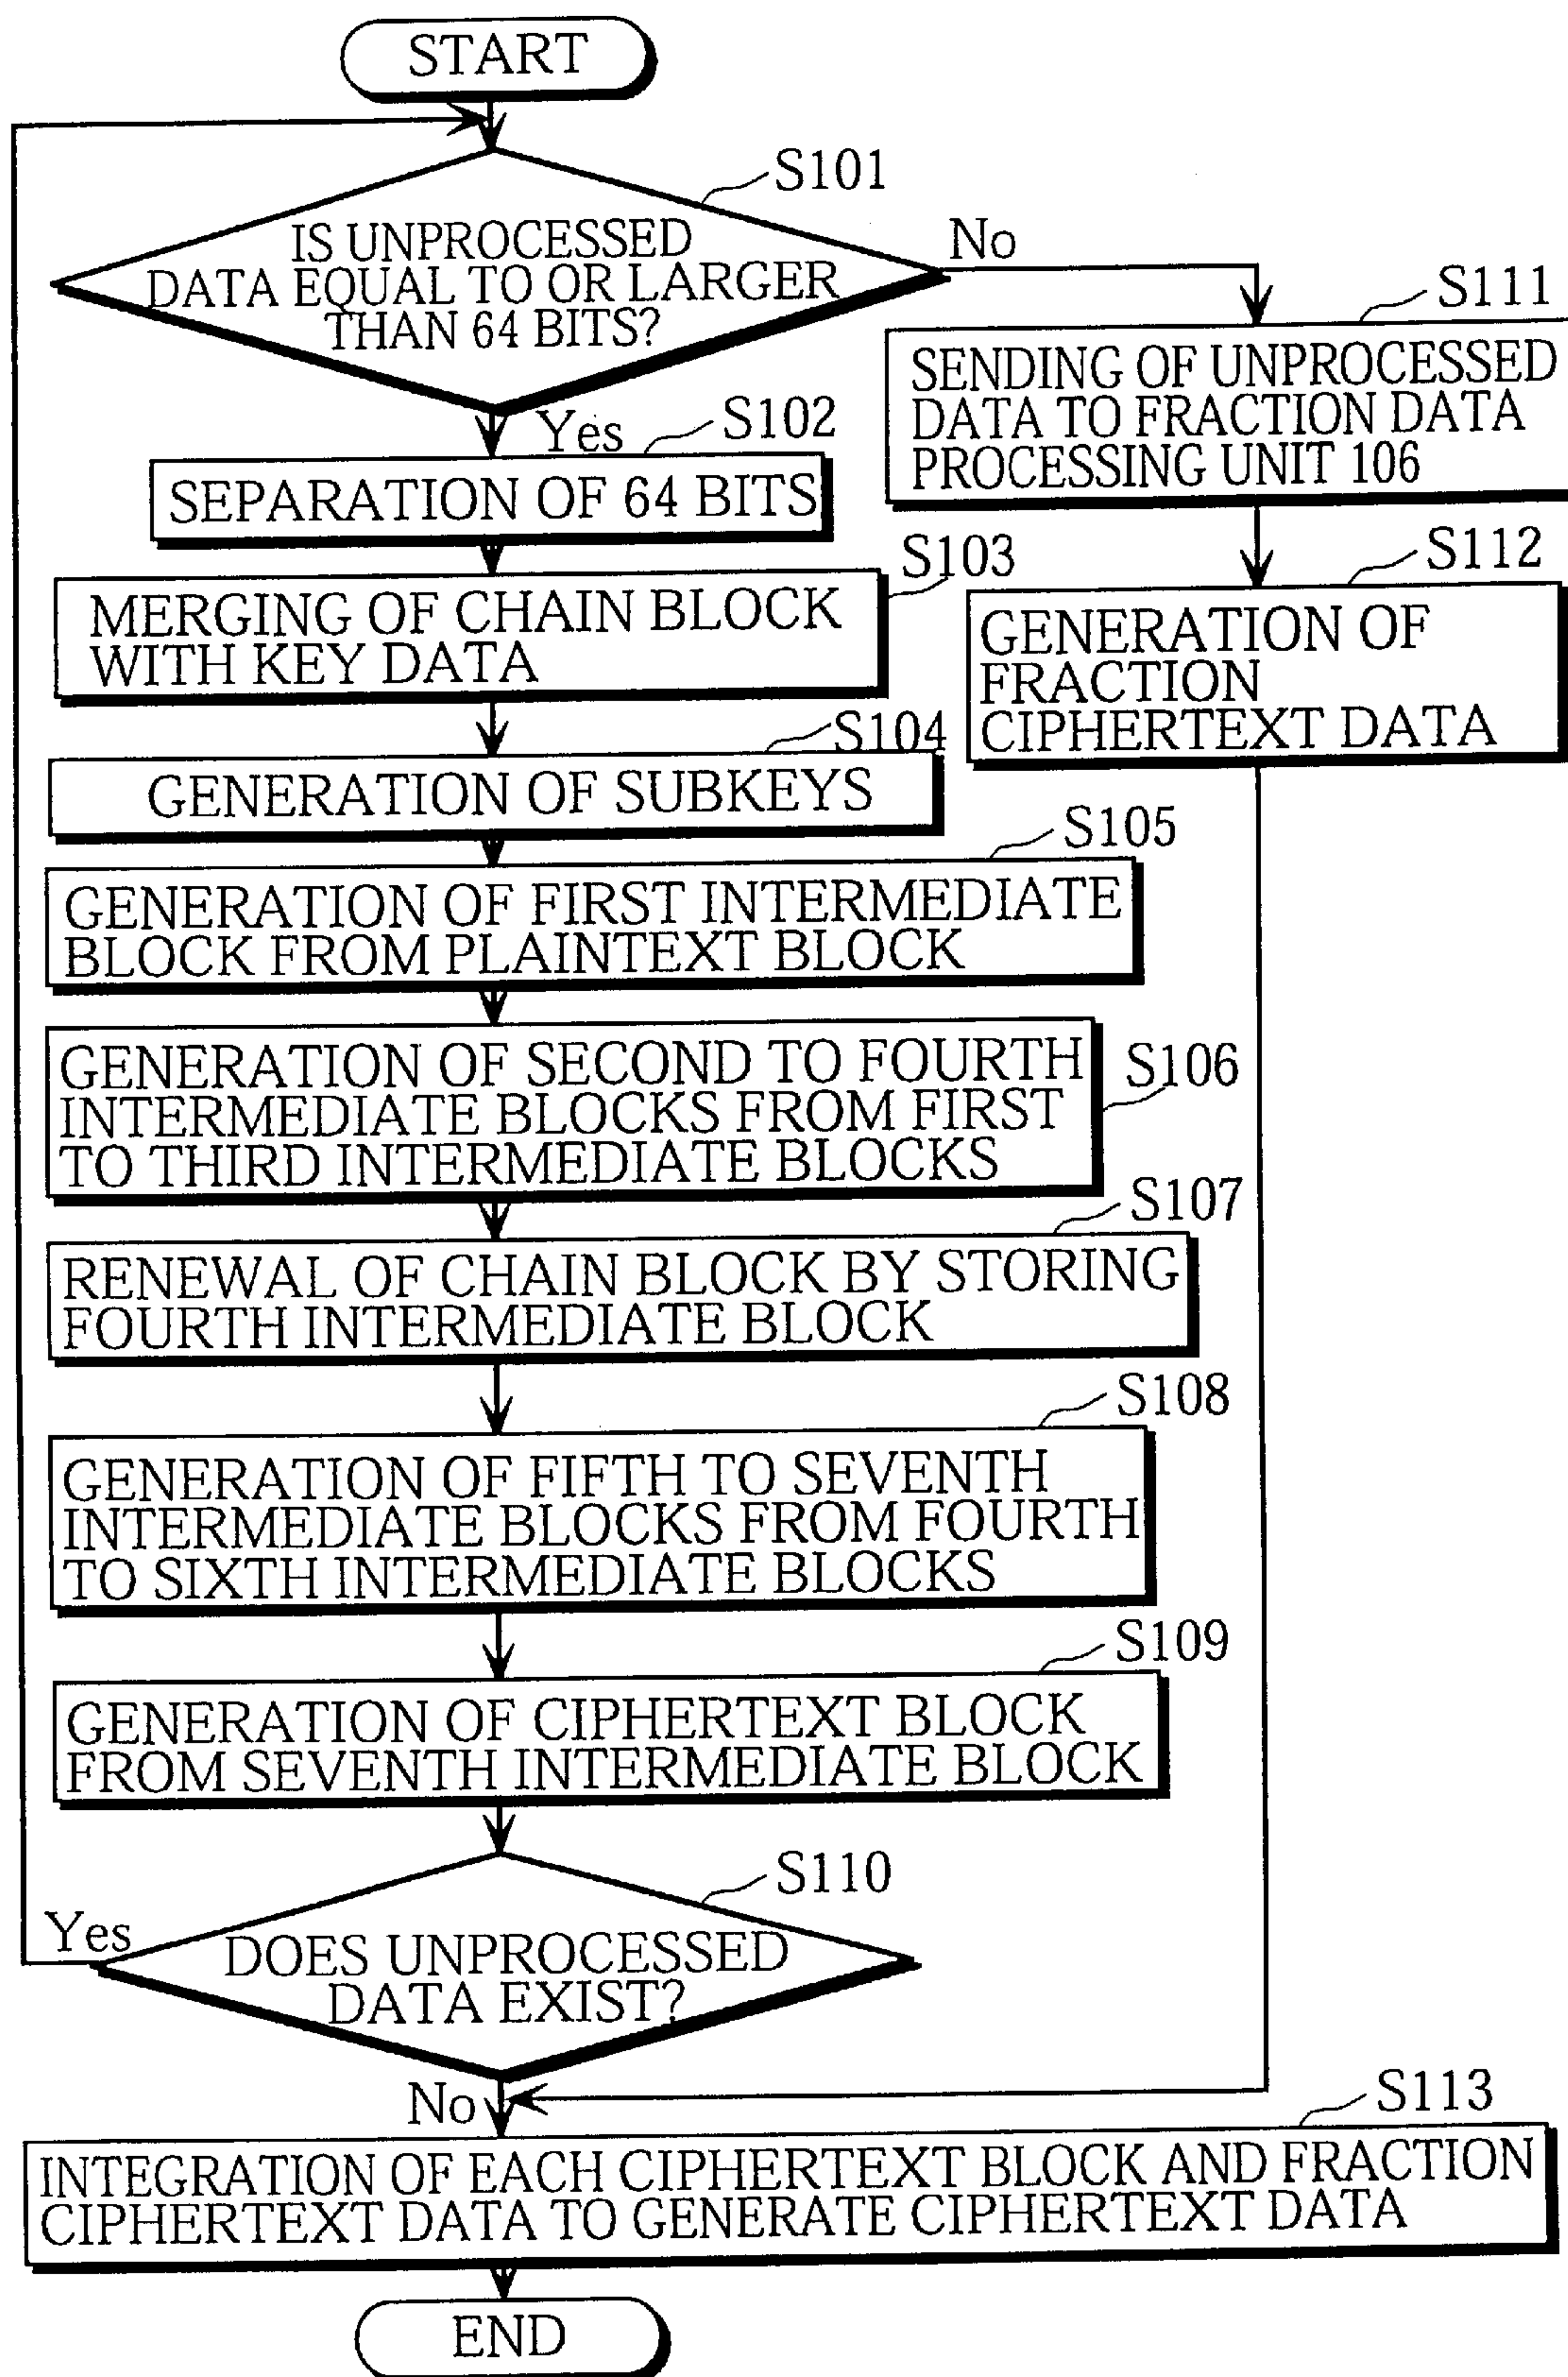 START
S101
IS UNPROCESSED
DATA EQUAL TO OR LARGER
THAN 64 BITS?
No
Yes
S111
SENDING OF UNPROCESSED
DATA TO FRACTION DATA
PROCESSING UNIT 106
S102
SEPARATION OF 64 BITS
S112
GENERATION OF
FRACTION
CIPHERTEXT DATA
S103
MERGING OF CHAIN BLOCK
WITH KEY DATA
S104
GENERATION OF SUBKEYS
S105
GENERATION OF FIRST INTERMEDIATE
BLOCK FROM PLAINTEXT BLOCK
S106
GENERATION OF SECOND TO FOURTH
INTERMEDIATE BLOCKS FROM FIRST
TO THIRD INTERMEDIATE BLOCKS
S107
RENEWAL OF CHAIN BLOCK BY STORING
FOURTH INTERMEDIATE BLOCK
S108
GENERATION OF FIFTH TO SEVENTH
INTERMEDIATE BLOCKS FROM FOURTH
TO SIXTH INTERMEDIATE BLOCKS
S109
GENERATION OF CIPHERTEXT BLOCK
FROM SEVENTH INTERMEDIATE BLOCK
S110
Yes
DOES UNPROCESSED
DATA EXIST?
No
S113
INTEGRATION OF EACH CIPHERTEXT BLOCK AND FRACTION
CIPHERTEXT DATA TO GENERATE CIPHERTEXT DATA
END